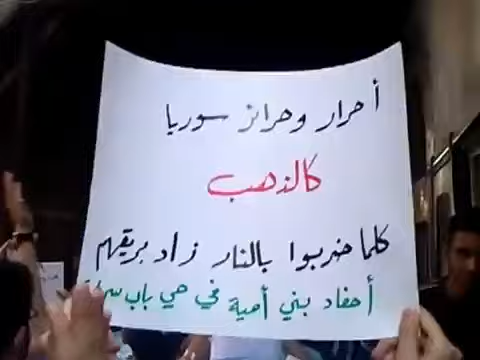 أحرار وحرائر سوريا
كالذهب
كلما ضربوا بالنار زاد بريقهم
أحفاد بني أمية في حي باب